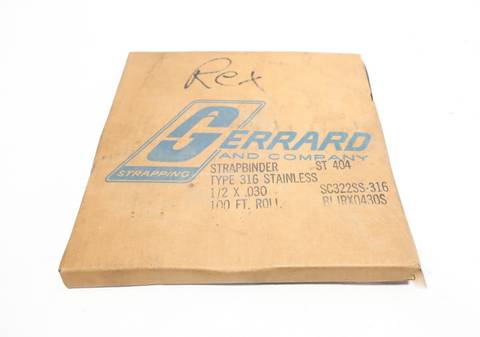 Rex
GERRARD
AND COMPANY
STRAPPING
STRAPBINDER ST 404
TYPE 316 STAINLESS
1/2 X .030 SC322SS-316
100 FT. ROLL